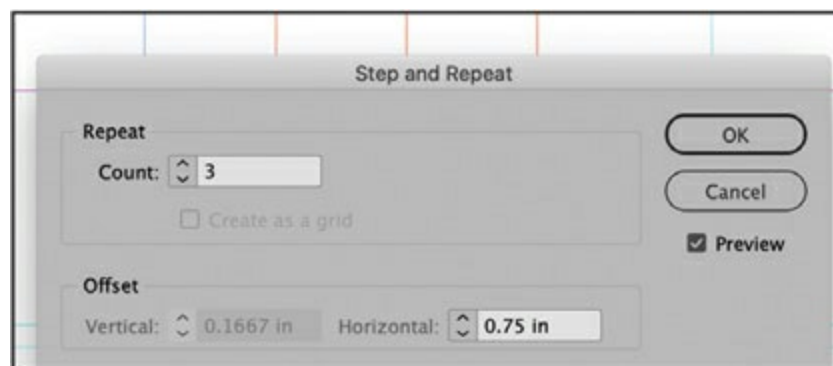 Step and Repeat
Repeat
Count: 3
Create as a grid
OK
Cancel
Preview
Offset
Vertical: 0.1667 in Horizontal: 0.75 in